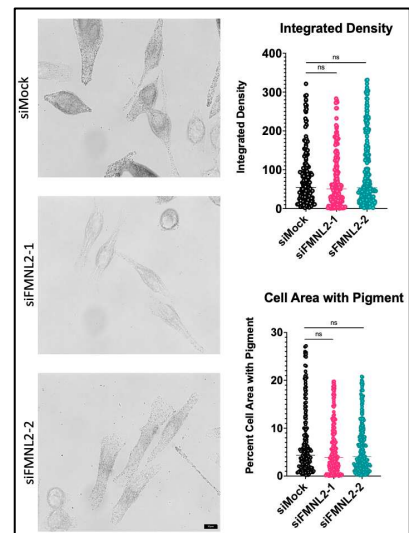 siMock
siFMNL2-1
siFMNL2-2
Integrated Density
ns
ns
Integrated Density
400
300
200
100
0
siMock
siFMNL2-1
sFMNL2-2
Cell Area with Pigment
ns
ns
Percent Cell Area with Pigment
30
20
10
0
siMock
siFMNL2-1
siFMNL2-2